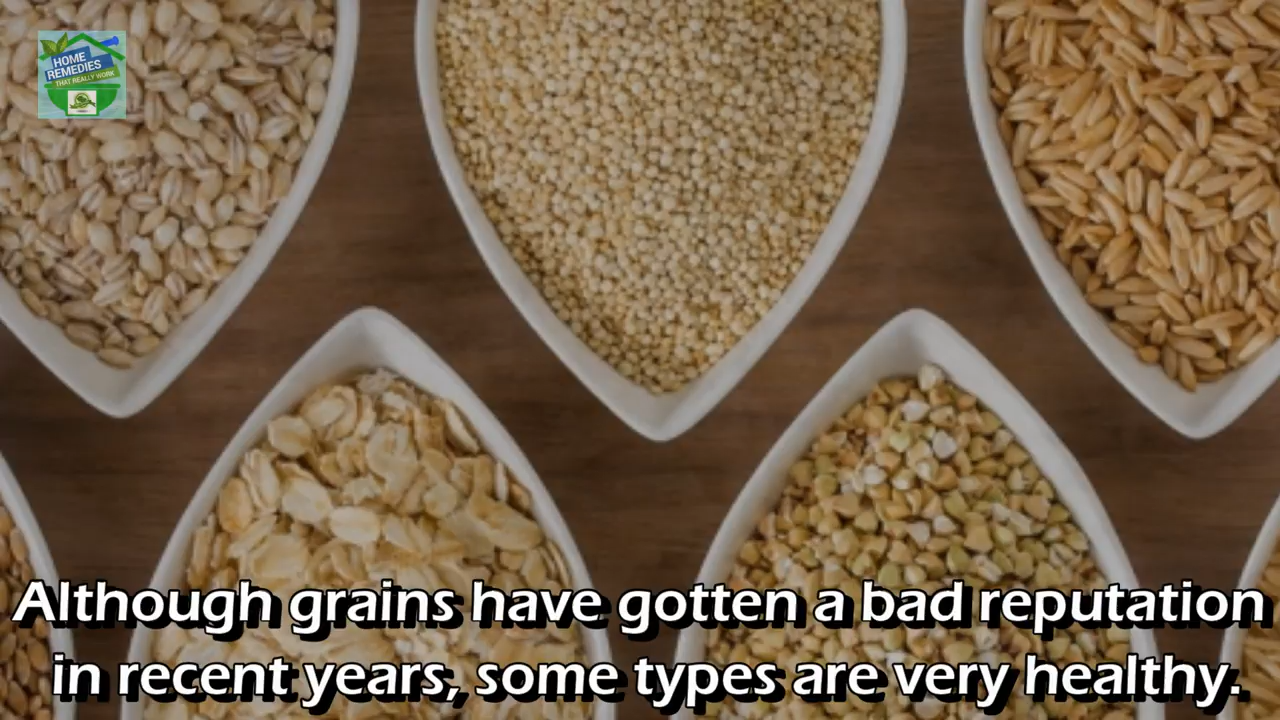 HOME
REMEDIES
THAT REALLY WORK
Although grains have gotten a bad reputation
in recent years, some types are very healthy.